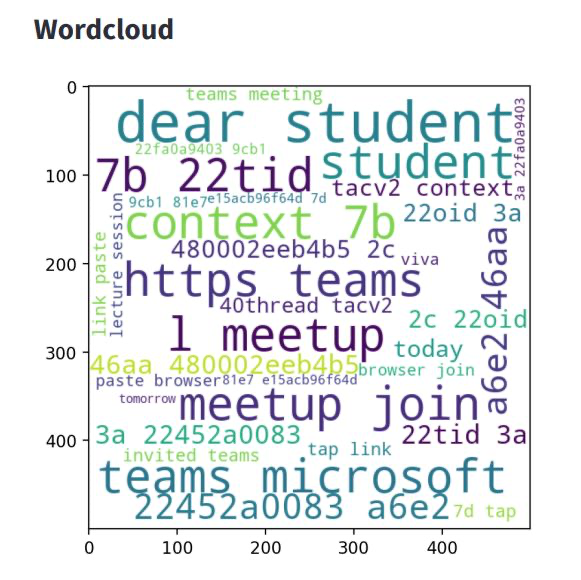 Wordcloud
0
teams meeting
dear student
3a 22fa0a9403
22fa0a9403 9cb1
student
100
7b 22tid
tacv2 context
9cb1 81e7
e15acb96f64d 7d
context 7b
22oid 3a
lecture session
link paste
480002eeb4b5 2c
viva
200
https teams
a6e2 46aa
40thread tacv2
2c 22oid
l meetup
300
today
46aa 480002eeb4b5
browser join
paste browser
81e7 e15acb96f64d
tomorrow
meetup join
400
3a 22452a0083
22tid 3a
tap link
invited teams
teams microsoft
22452a0083 a6e2
7d tap
0 100 200 300 400